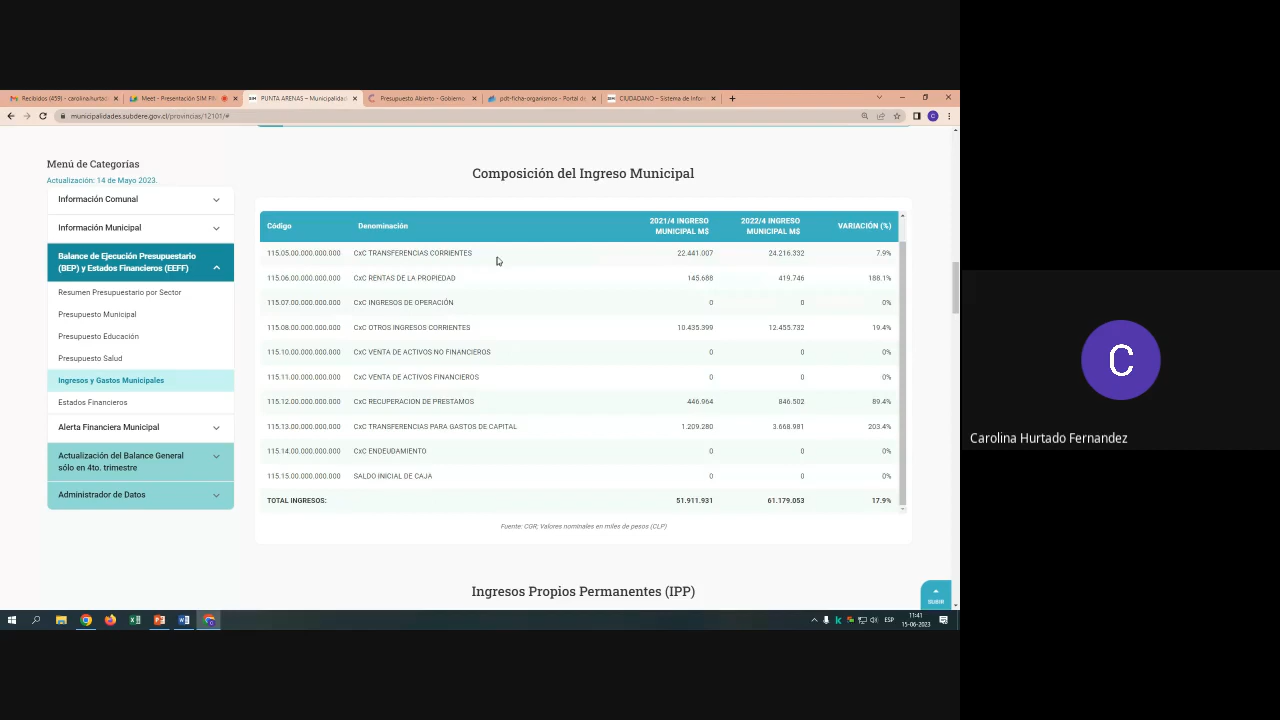 Recibidos (459) - carolina.hurtad
Meet - Presentación SIM FIN
PUNTA ARENAS – Municipalidad
Presupuesto Abierto - Gobierno
pdt-ficha-organismos - Portal de
CIUDADANO – Sistema de Infor
municipalidades.subdere.gov.cl/provincias/12101/#
Menú de Categorías
Actualización: 14 de Mayo 2023.
Información Comunal
Información Municipal
Balance de Ejecución Presupuestario
(BEP) y Estados Financieros (EEFF)
Resumen Presupuestario por Sector
Presupuesto Municipal
Presupuesto Educación
Presupuesto Salud
Ingresos y Gastos Municipales
Estados Financieros
Alerta Financiera Municipal
Actualización del Balance General
sólo en 4to. trimestre
Administrador de Datos
Composición del Ingreso Municipal
Código Denominación 2021/4 INGRESO MUNICIPAL M$ 2022/4 INGRESO MUNICIPAL M$ VARIACIÓN (%)
115.05.00.000.000.000 CxC TRANSFERENCIAS CORRIENTES 22.441.007 24.216.332 7.9%
115.06.00.000.000.000 CxC RENTAS DE LA PROPIEDAD 145.688 419.746 188.1%
115.07.00.000.000.000 CxC INGRESOS DE OPERACIÓN 0 0 0%
115.08.00.000.000.000 CxC OTROS INGRESOS CORRIENTES 10.435.399 12.455.732 19.4%
115.10.00.000.000.000 CxC VENTA DE ACTIVOS NO FINANCIEROS 0 0 0%
115.11.00.000.000.000 CxC VENTA DE ACTIVOS FINANCIEROS 0 0 0%
115.12.00.000.000.000 CxC RECUPERACION DE PRESTAMOS 446.964 846.502 89.4%
115.13.00.000.000.000 CxC TRANSFERENCIAS PARA GASTOS DE CAPITAL 1.209.280 3.668.981 203.4%
115.14.00.000.000.000 CxC ENDEUDAMIENTO 0 0 0%
115.15.00.000.000.000 SALDO INICIAL DE CAJA 0 0 0%
TOTAL INGRESOS: 51.911.931 61.179.053 17.9%
Fuente: CGR; Valores nominales en miles de pesos (CLP)
Ingresos Propios Permanentes (IPP)
SUBIR
ESP
11:41
15-06-2023
C
Carolina Hurtado Fernandez